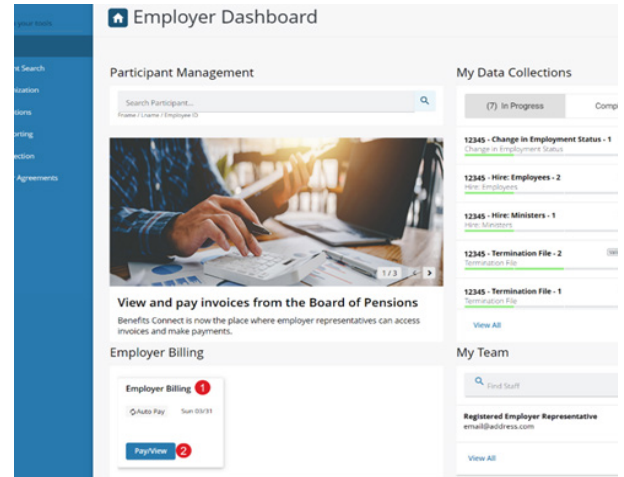 your tools
Employer Dashboard
nt Search
nization
tions
orting
ection
Agreements
Participant Management
Search Participant...
Fname / Lname / Employee ID
1 / 3
View and pay invoices from the Board of Pensions
Benefits Connect is now the place where employer representatives can access
invoices and make payments.
Employer Billing
Employer Billing 1
Auto Pay Sun 03/31
Pay/View 2
My Data Collections
(7) In Progress Comp
12345 - Change in Employment Status - 1
Change in Employment Status
12345 - Hire: Employees - 2
Hire: Employees
12345 - Hire: Ministers - 1
Hire: Ministers
12345 - Termination File - 2
Termination File
12345 - Termination File - 1
Termination File
View All
My Team
Find Staff
Registered Employer Representative
email@address.com
View All